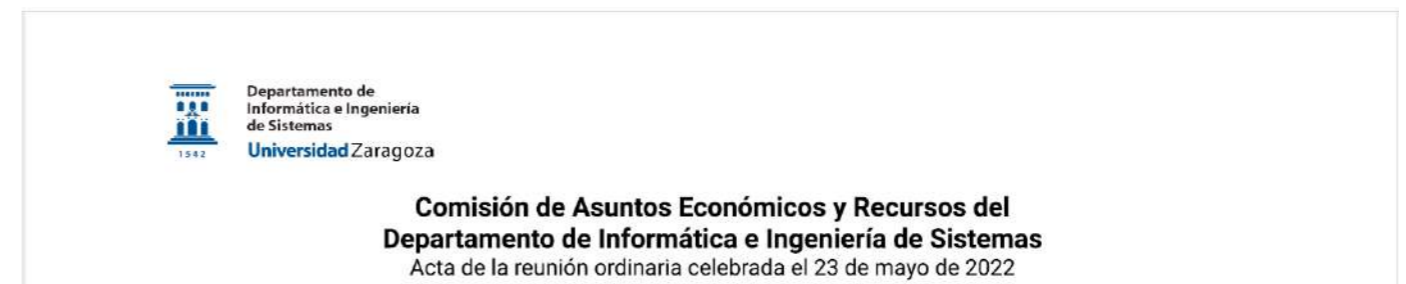 Departamento de
Informática e Ingeniería
de Sistemas
Universidad Zaragoza
1542
Comisión de Asuntos Económicos y Recursos del
Departamento de Informática e Ingeniería de Sistemas
Acta de la reunión ordinaria celebrada el 23 de mayo de 2022